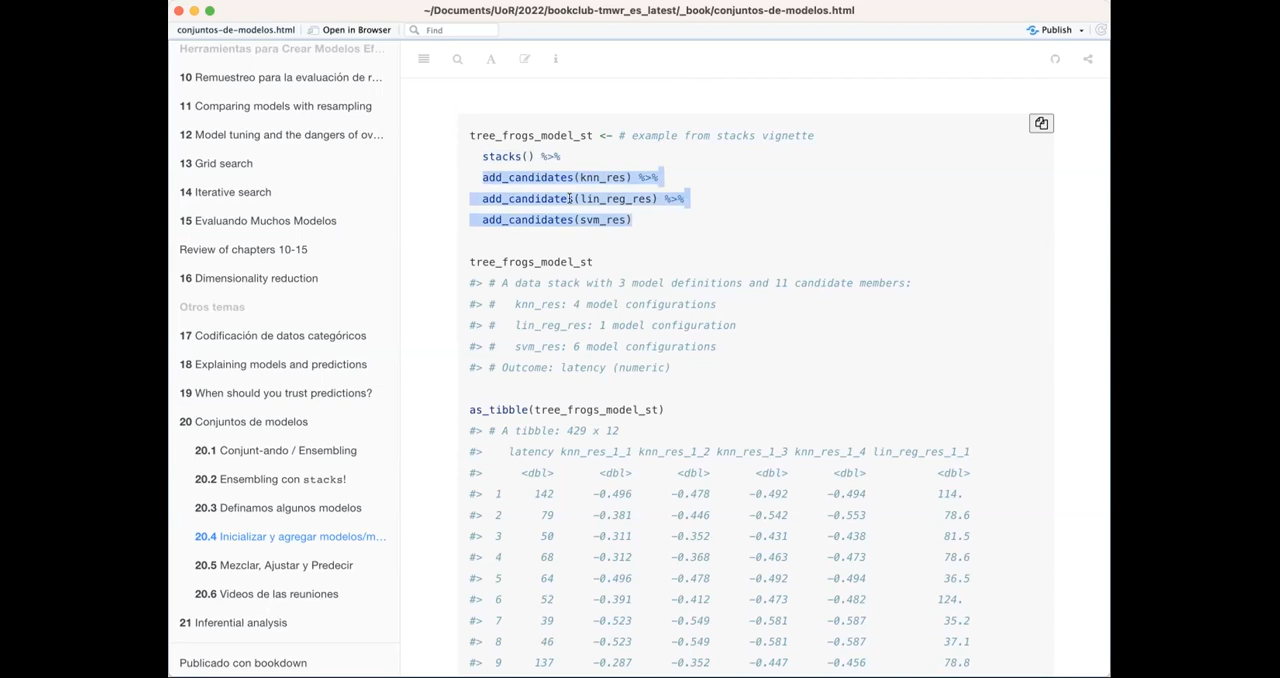 ~/Documents/UoR/2022/bookclub-tmwr_es_latest/_book/conjuntos-de-modelos.html
conjuntos-de-modelos.html
Open in Browser
Find
Publish
Herramientas para Crear Modelos Ef...
10 Remuestreo para la evaluación de r...
11 Comparing models with resampling
12 Model tuning and the dangers of ov...
13 Grid search
14 Iterative search
15 Evaluando Muchos Modelos
Review of chapters 10-15
16 Dimensionality reduction
Otros temas
17 Codificación de datos categóricos
18 Explaining models and predictions
19 When should you trust predictions?
20 Conjuntos de modelos
20.1 Conjunt-ando / Ensembling
20.2 Ensembling con stacks!
20.3 Definamos algunos modelos
20.4 Inicializar y agregar modelos/m...
20.5 Mezclar, Ajustar y Predecir
20.6 Videos de las reuniones
21 Inferential analysis
Publicado con bookdown
tree_frogs_model_st <- # example from stacks vignette
stacks() %>%
add_candidates(knn_res) %>%
add_candidates(lin_reg_res) %>%
add_candidates(svm_res)
tree_frogs_model_st
#> # A data stack with 3 model definitions and 11 candidate members:
#> #   knn_res: 4 model configurations
#> #   lin_reg_res: 1 model configuration
#> #   svm_res: 6 model configurations
#> # Outcome: latency (numeric)
as_tibble(tree_frogs_model_st)
#> # A tibble: 429 x 12
#>    latency knn_res_1_1 knn_res_1_2 knn_res_1_3 knn_res_1_4 lin_reg_res_1_1
#>      <dbl>       <dbl>       <dbl>       <dbl>       <dbl>           <dbl>
#>  1     142      -0.496      -0.478      -0.492      -0.494           114.
#>  2      79      -0.381      -0.446      -0.542      -0.553            78.6
#>  3      50      -0.311      -0.352      -0.431      -0.438            81.5
#>  4      68      -0.312      -0.368      -0.463      -0.473            78.6
#>  5      64      -0.496      -0.478      -0.492      -0.494            36.5
#>  6      52      -0.391      -0.412      -0.473      -0.482           124.
#>  7      39      -0.523      -0.549      -0.581      -0.587            35.2
#>  8      46      -0.523      -0.549      -0.581      -0.587            37.1
#>  9     137      -0.287      -0.352      -0.447      -0.456            78.8